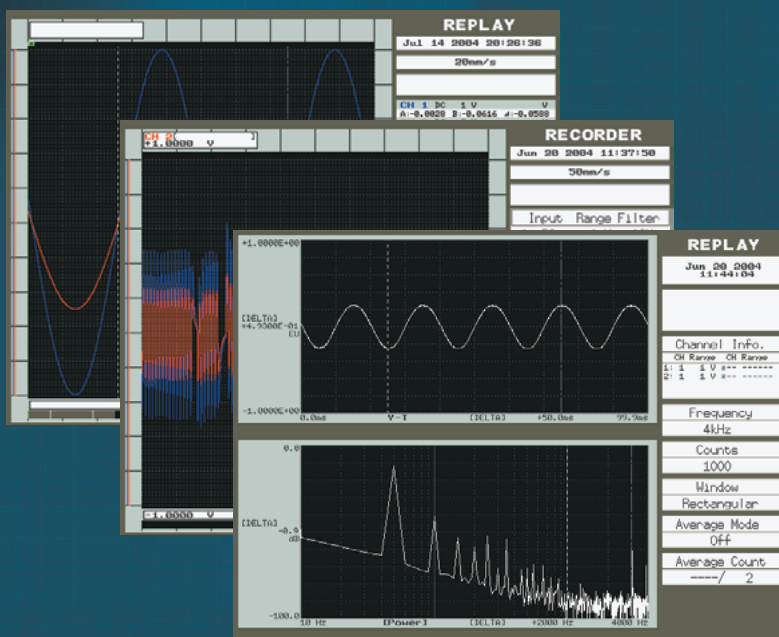 REPLAY
Jul 14 2004 20:26:36
20mm/s
CH 1 DC 1 V V
A:-0.0028 B:-0.0616 d:-0.0588
RECORDER
CH 2[ ]
+1.0000 V
Jun 20 2004 11:37:50
50mm/s
Input Range Filter
-1.0000 V
REPLAY
Jun 20 2004
11:44:04
+1.0000E+00
[DELTA]
+4.9300E-01
EU
-1.0000E+00
0.0ms Y-T [DELTA] +50.0ms 99.9ms
Channel Info.
CH Range CH Range
1: 1 1 V *-- ------
2: 1 1 V *-- ------
Frequency
4kHz
Counts
1000
Window
Rectangular
Average Mode
Off
Average Count
----/ 2
0.0
[DELTA]
-0.9
dB
-100.0
10 Hz [Power] [DELTA] +2000 Hz 4000 Hz